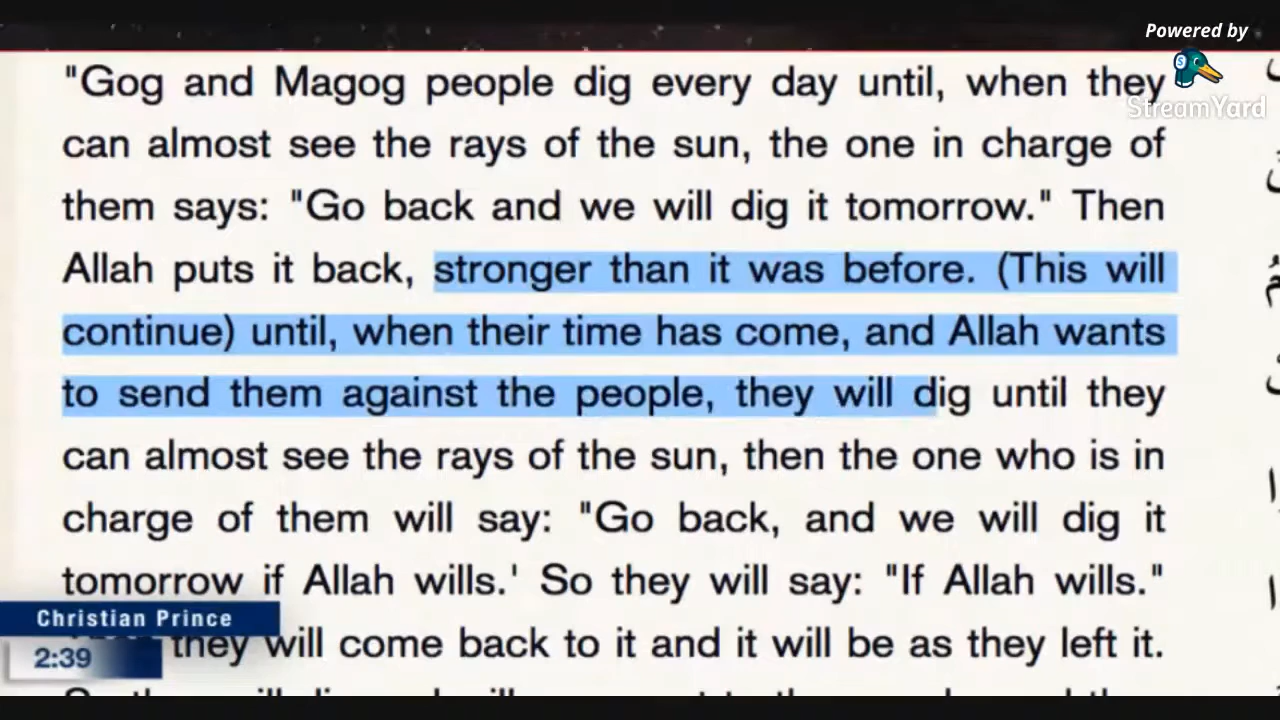 Powered by
StreamYard
"Gog and Magog people dig every day until, when they
can almost see the rays of the sun, the one in charge of
them says: "Go back and we will dig it tomorrow." Then
Allah puts it back, stronger than it was before. (This will
continue) until, when their time has come, and Allah wants
to send them against the people, they will dig until they
can almost see the rays of the sun, then the one who is in
charge of them will say: "Go back, and we will dig it
tomorrow if Allah wills.' So they will say: "If Allah wills."
Christian Prince
they will come back to it and it will be as they left it.
2:39